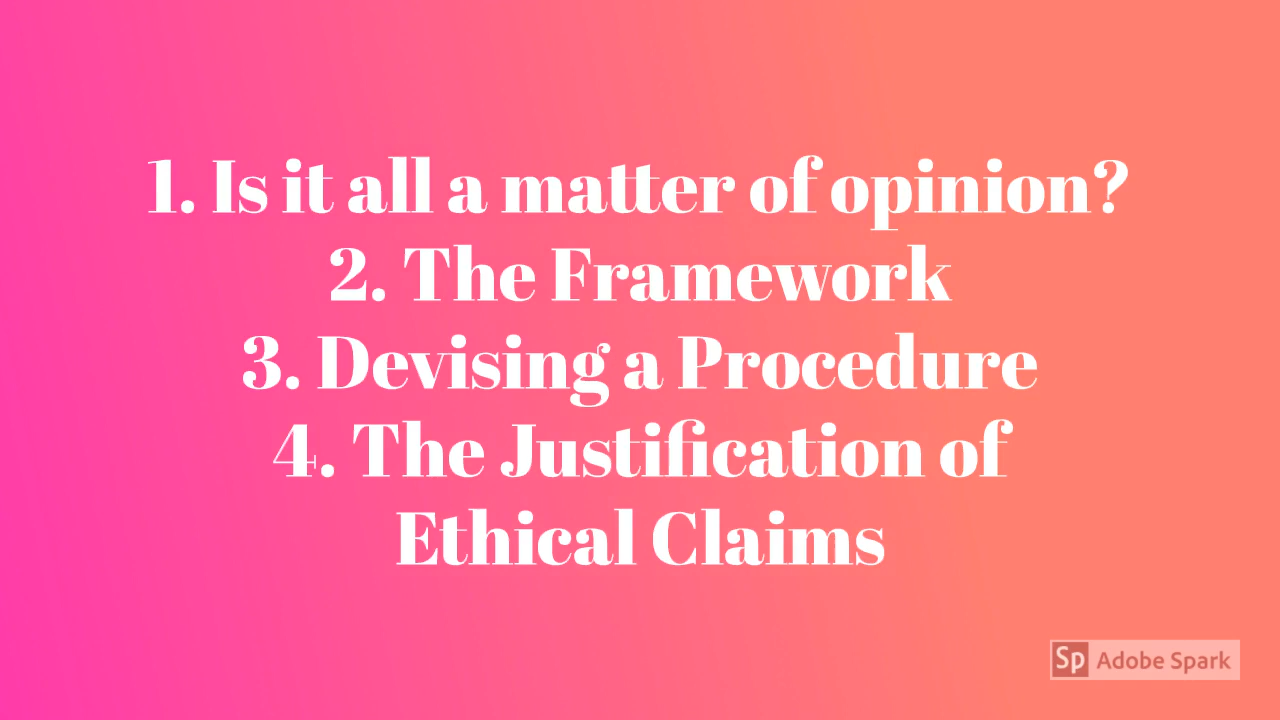 1. Is it all a matter of opinion?
2. The Framework
3. Devising a Procedure
4. The Justification of
Ethical Claims
Sp Adobe Spark